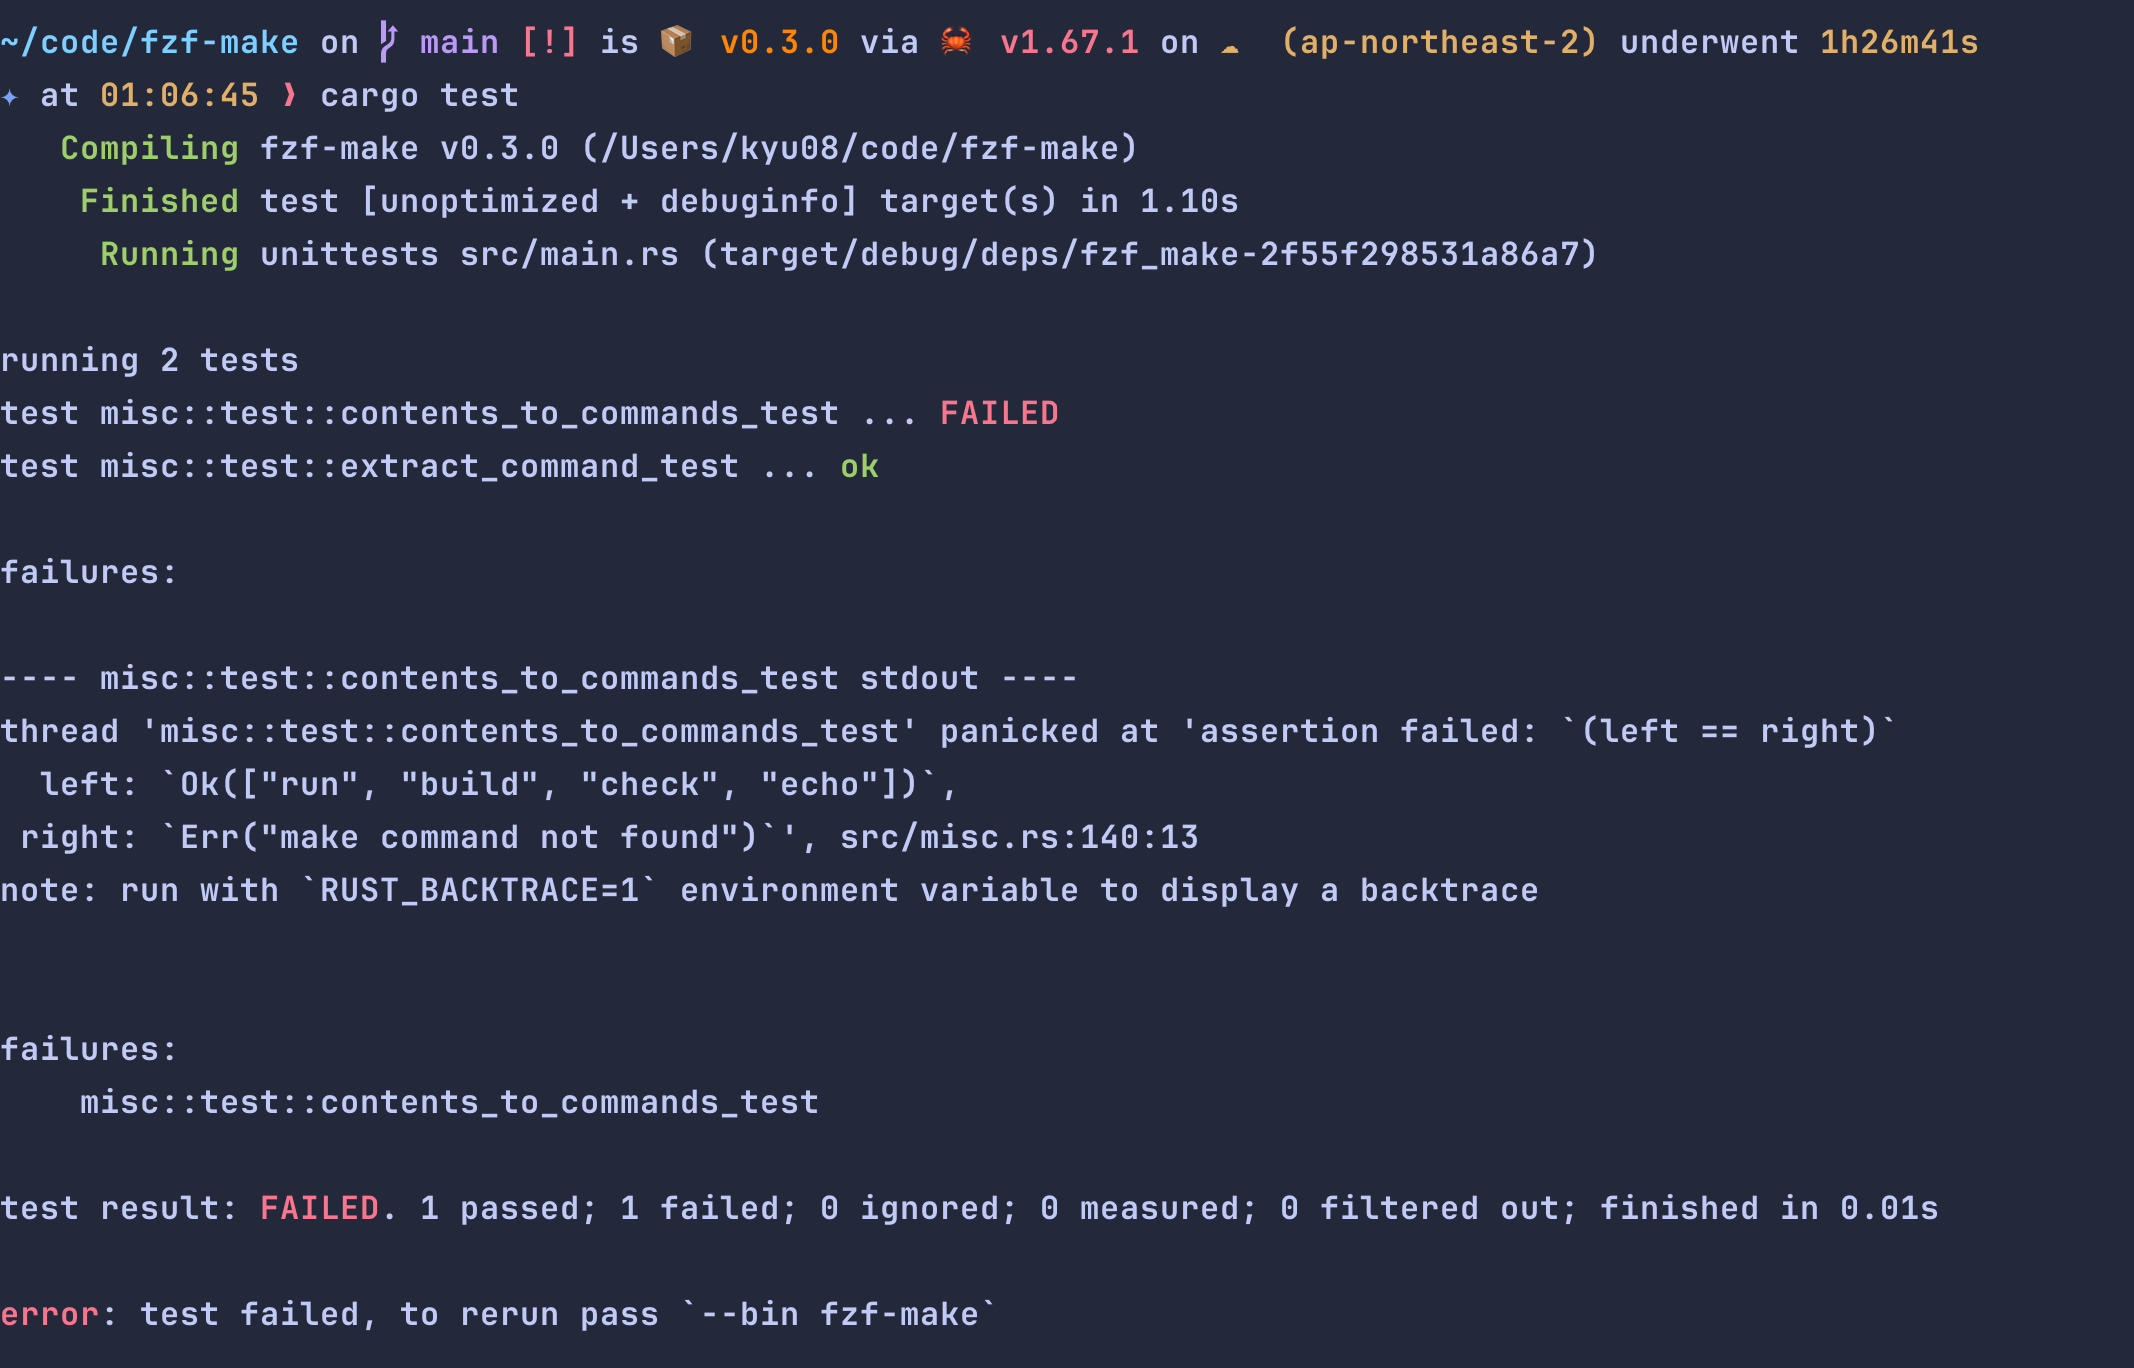 ~/code/fzf-make on main [!] is 📦 v0.3.0 via 🦀 v1.67.1 on ☁ (ap-northeast-2) underwent 1h26m41s
✦ at 01:06:45 ❱ cargo test
   Compiling fzf-make v0.3.0 (/Users/kyu08/code/fzf-make)
    Finished test [unoptimized + debuginfo] target(s) in 1.10s
     Running unittests src/main.rs (target/debug/deps/fzf_make-2f55f298531a86a7)
running 2 tests
test misc::test::contents_to_commands_test ... FAILED
test misc::test::extract_command_test ... ok
failures:
---- misc::test::contents_to_commands_test stdout ----
thread 'misc::test::contents_to_commands_test' panicked at 'assertion failed: `(left == right)`
  left: `Ok(["run", "build", "check", "echo"])`,
 right: `Err("make command not found")`', src/misc.rs:140:13
note: run with `RUST_BACKTRACE=1` environment variable to display a backtrace
failures:
    misc::test::contents_to_commands_test
test result: FAILED. 1 passed; 1 failed; 0 ignored; 0 measured; 0 filtered out; finished in 0.01s
error: test failed, to rerun pass `--bin fzf-make`